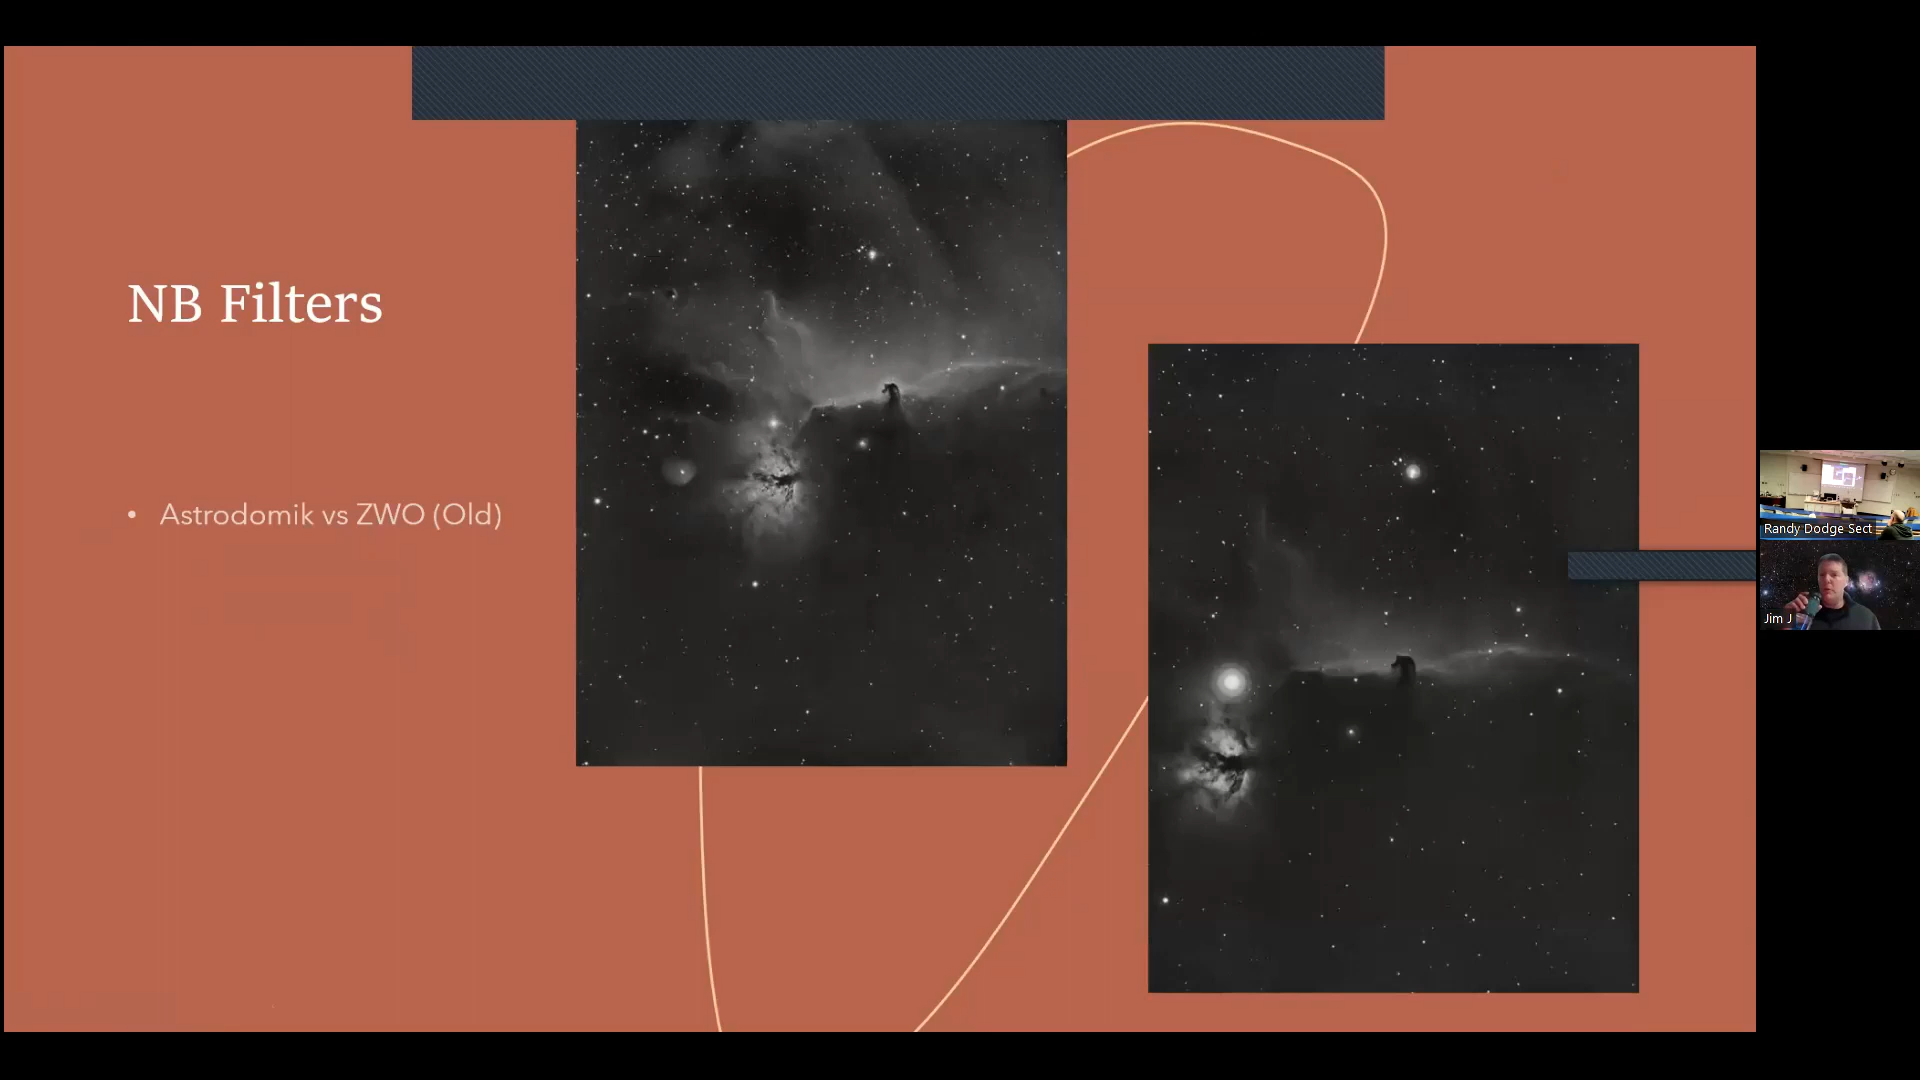 NB Filters
• Astrodomik vs ZWO (Old)
Randy Dodge Sect
Jim J